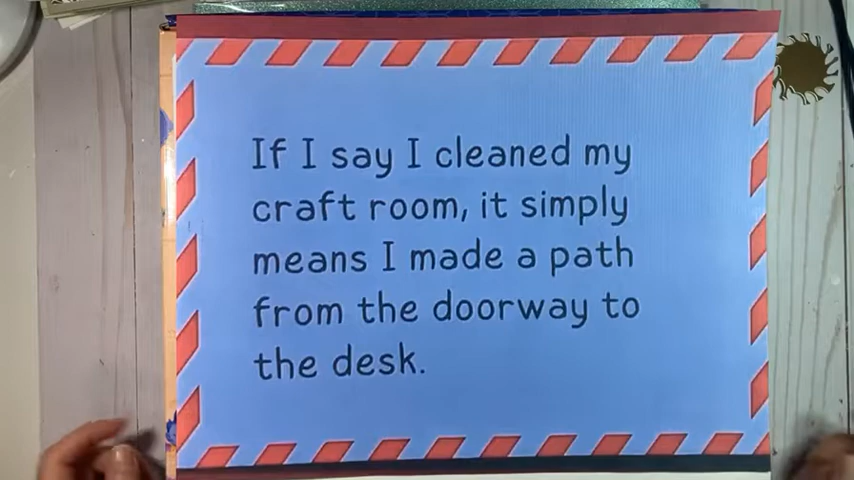 If I say I cleaned my
craft room, it simply
means I made a path
from the doorway to
the desk.